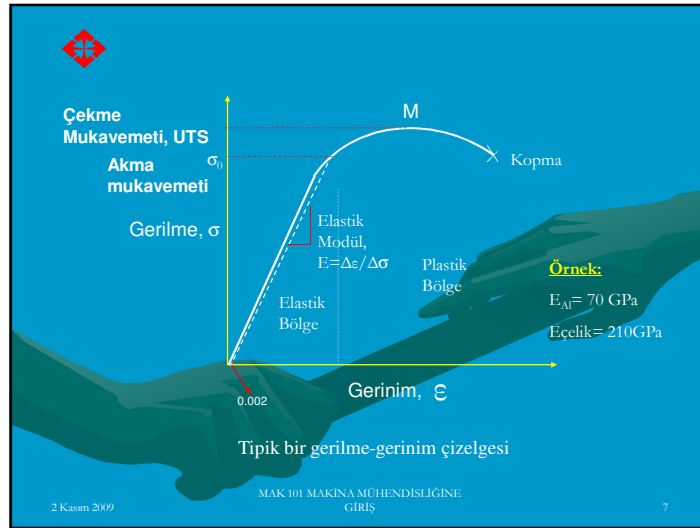 M
Çekme
Mukavemeti, UTS
Akma
mukavemeti
σ₀
Kopma
Gerilme, σ
Elastik
Modül,
E=Δε/Δσ
Elastik
Bölge
Plastik
Bölge
Örnek:
E_Al= 70 GPa
Eçelik= 210GPa
0.002
Gerinim, ε
Tipik bir gerilme-gerinim çizelgesi
2 Kasım 2009
MAK 101 MAKİNA MÜHENDİSLİĞİNE
GİRİŞ
7